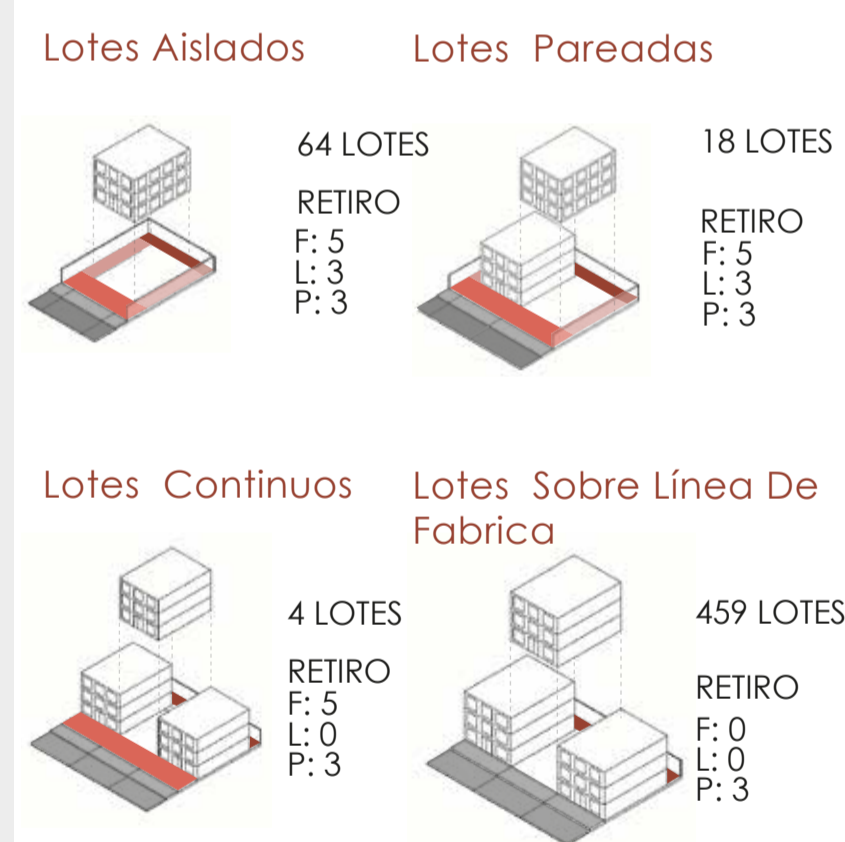 Lotes Aislados
64 LOTES
RETIRO
F: 5
L: 3
P: 3
Lotes Pareadas
18 LOTES
RETIRO
F: 5
L: 3
P: 3
Lotes Continuos
4 LOTES
RETIRO
F: 5
L: 0
P: 3
Lotes Sobre Línea De
Fabrica
459 LOTES
RETIRO
F: 0
L: 0
P: 3